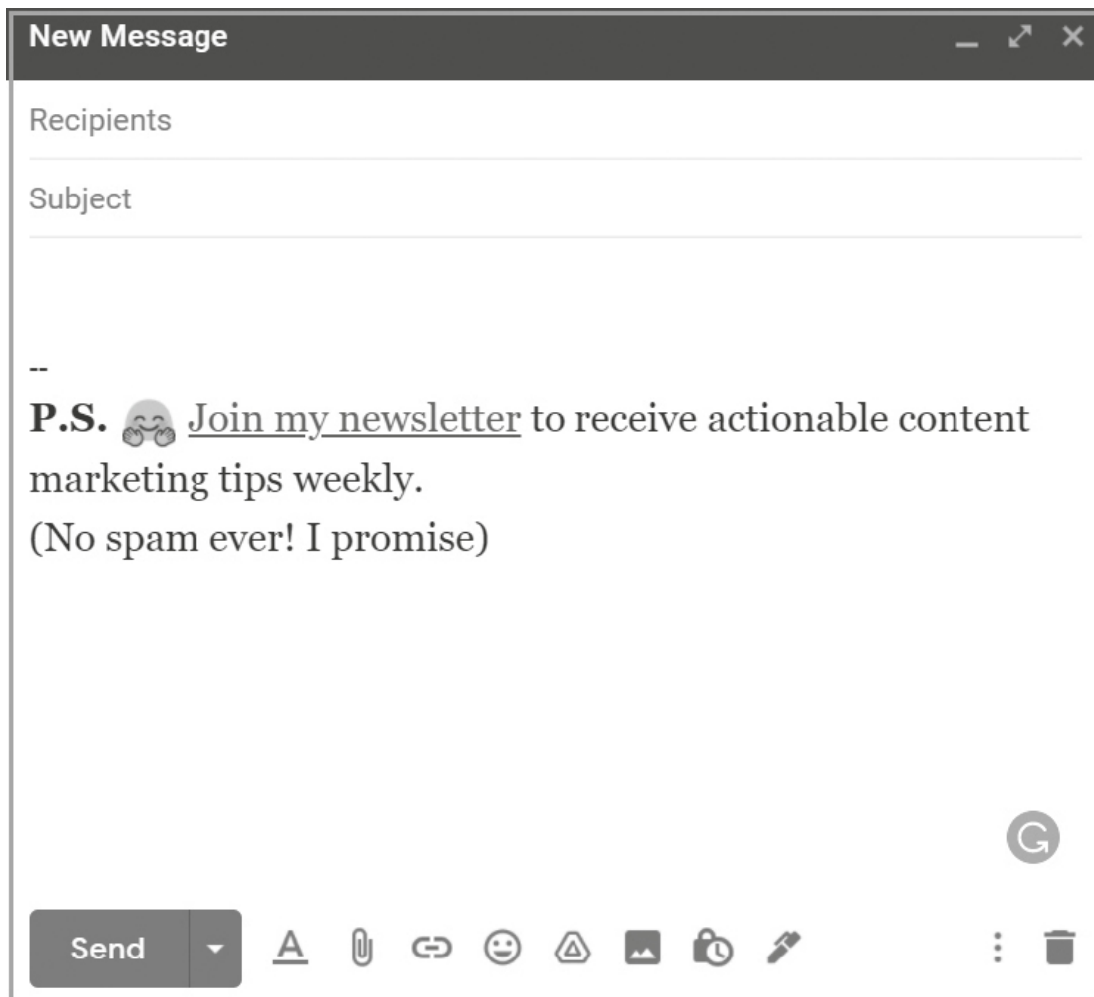 New Message
Recipients
Subject
--
P.S. 🤗 Join my newsletter to receive actionable content
marketing tips weekly.
(No spam ever! I promise)
Send